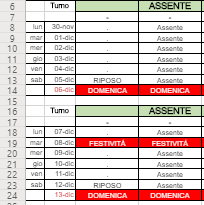 6 Turno ASSENTE
7 - -
8 lun 30-nov . Assente
9 mar 01-dic . Assente
10 mer 02-dic . Assente
11 gio 03-dic . Assente
12 ven 04-dic . Assente
13 sab 05-dic RIPOSO Assente
14 06-dic DOMENICA DOMENICA
15
16 Turno ASSENTE
17 - -
18 lun 07-dic . Assente
19 mar 08-dic FESTIVITÀ FESTIVITÀ
20 mer 09-dic . Assente
21 gio 10-dic . Assente
22 ven 11-dic . Assente
23 sab 12-dic RIPOSO Assente
24 13-dic DOMENICA DOMENICA